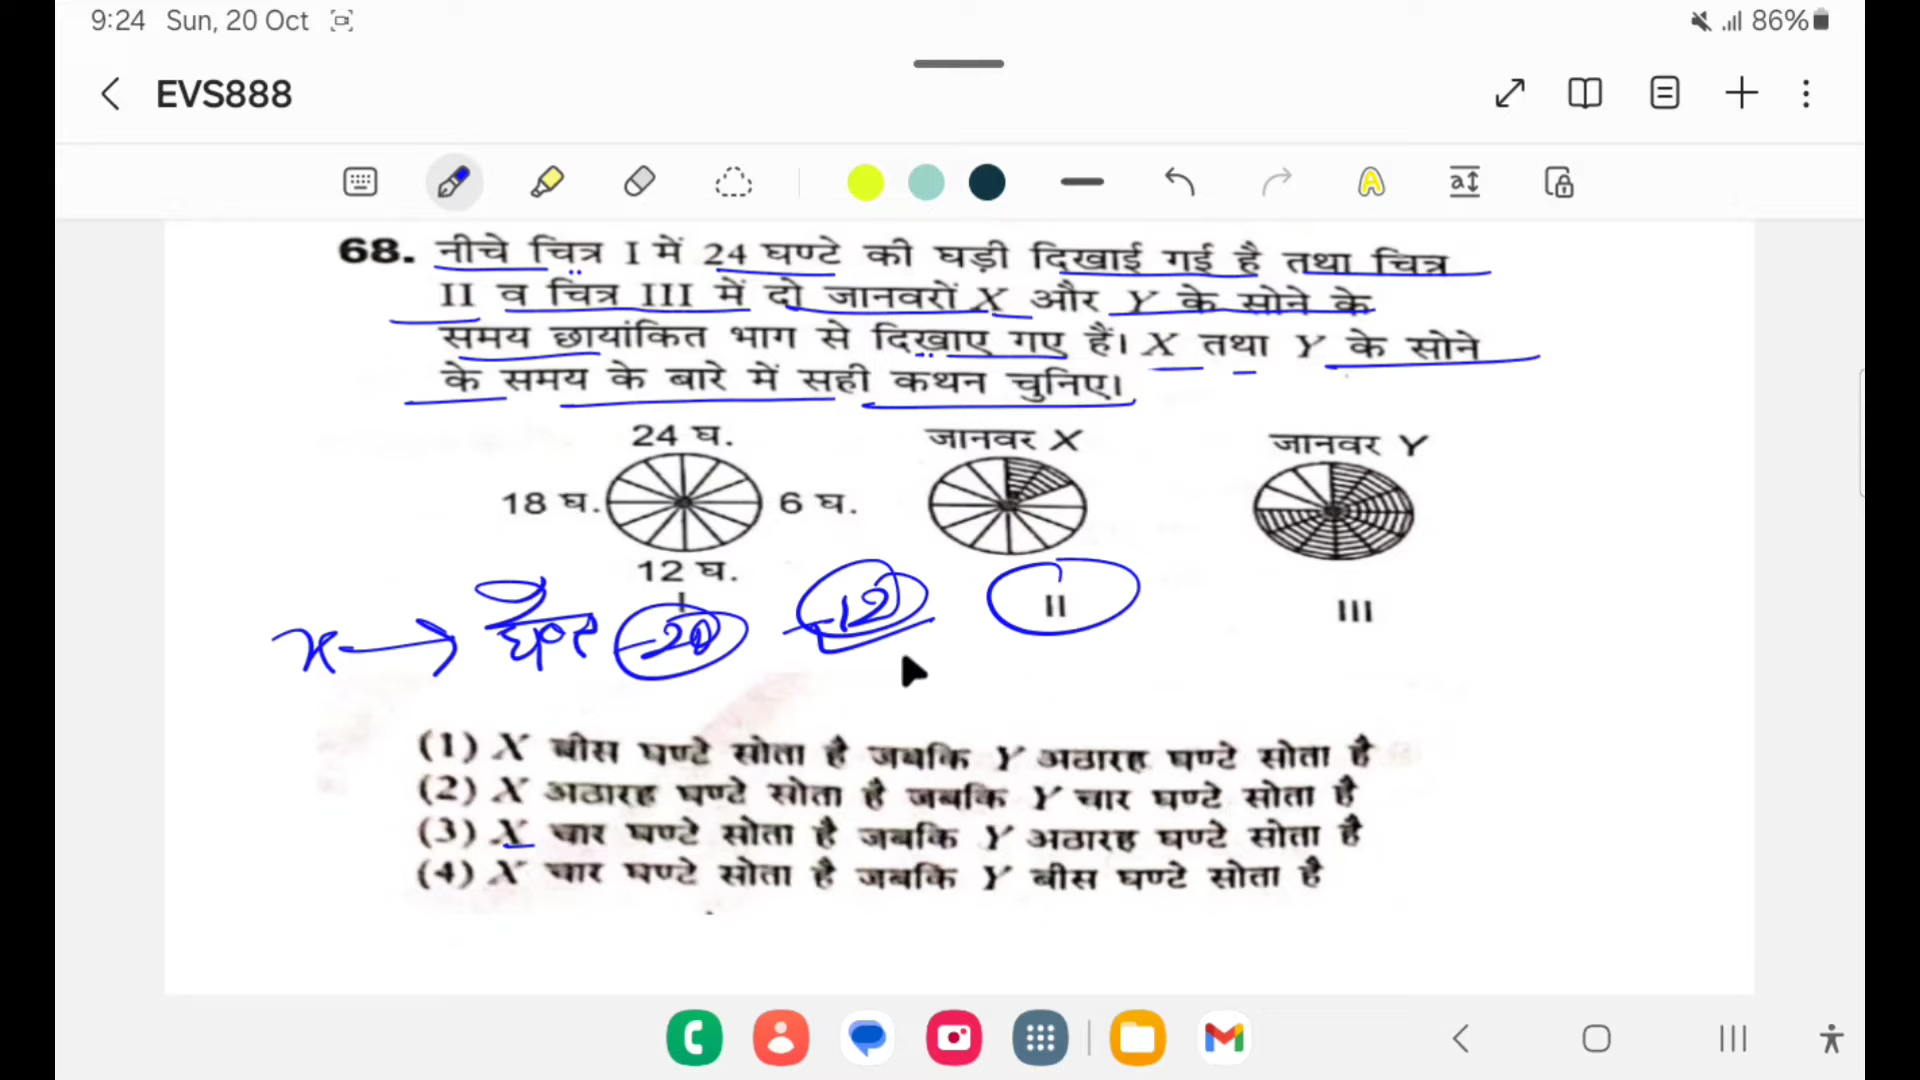 9:24 Sun, 20 Oct 86%
EVS888
68. नीचे चित्र I में 24 घण्टे की घड़ी दिखाई गई है तथा चित्र
II व चित्र III में दो जानवरों X और Y के सोने के
समय छायांकित भाग से दिखाए गए हैं। X तथा Y के सोने
के समय के बारे में सही कथन चुनिए।
24 घ. जानवर X जानवर Y
18 घ. 6 घ.
12 घ.
I II III
x → 20 12
(1) X बीस घण्टे सोता है जबकि Y अठारह घण्टे सोता है
(2) X अठारह घण्टे सोता है जबकि Y चार घण्टे सोता है
(3) X चार घण्टे सोता है जबकि Y अठारह घण्टे सोता है
(4) X चार घण्टे सोता है जबकि Y बीस घण्टे सोता है